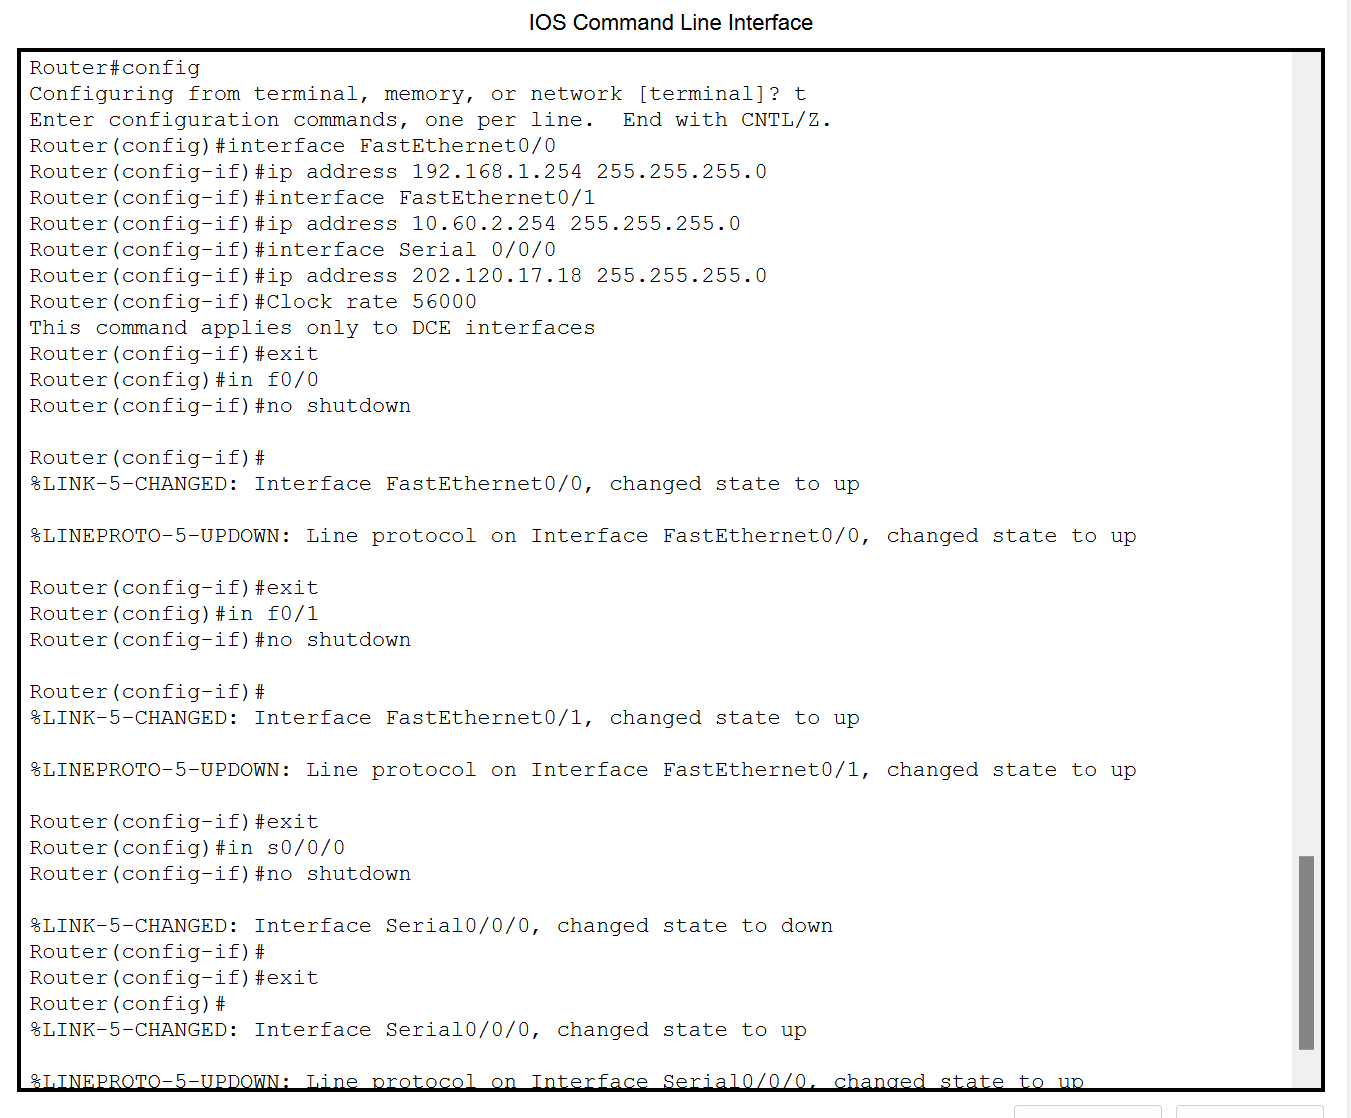 IOS Command Line Interface
Router#config
Configuring from terminal, memory, or network [terminal]? t
Enter configuration commands, one per line.  End with CNTL/Z.
Router(config)#interface FastEthernet0/0
Router(config-if)#ip address 192.168.1.254 255.255.255.0
Router(config-if)#interface FastEthernet0/1
Router(config-if)#ip address 10.60.2.254 255.255.255.0
Router(config-if)#interface Serial 0/0/0
Router(config-if)#ip address 202.120.17.18 255.255.255.0
Router(config-if)#Clock rate 56000
This command applies only to DCE interfaces
Router(config-if)#exit
Router(config)#in f0/0
Router(config-if)#no shutdown
Router(config-if)#
%LINK-5-CHANGED: Interface FastEthernet0/0, changed state to up
%LINEPROTO-5-UPDOWN: Line protocol on Interface FastEthernet0/0, changed state to up
Router(config-if)#exit
Router(config)#in f0/1
Router(config-if)#no shutdown
Router(config-if)#
%LINK-5-CHANGED: Interface FastEthernet0/1, changed state to up
%LINEPROTO-5-UPDOWN: Line protocol on Interface FastEthernet0/1, changed state to up
Router(config-if)#exit
Router(config)#in s0/0/0
Router(config-if)#no shutdown
%LINK-5-CHANGED: Interface Serial0/0/0, changed state to down
Router(config-if)#
Router(config-if)#exit
Router(config)#
%LINK-5-CHANGED: Interface Serial0/0/0, changed state to up
%LINEPROTO-5-UPDOWN: Line protocol on Interface Serial0/0/0, changed state to up